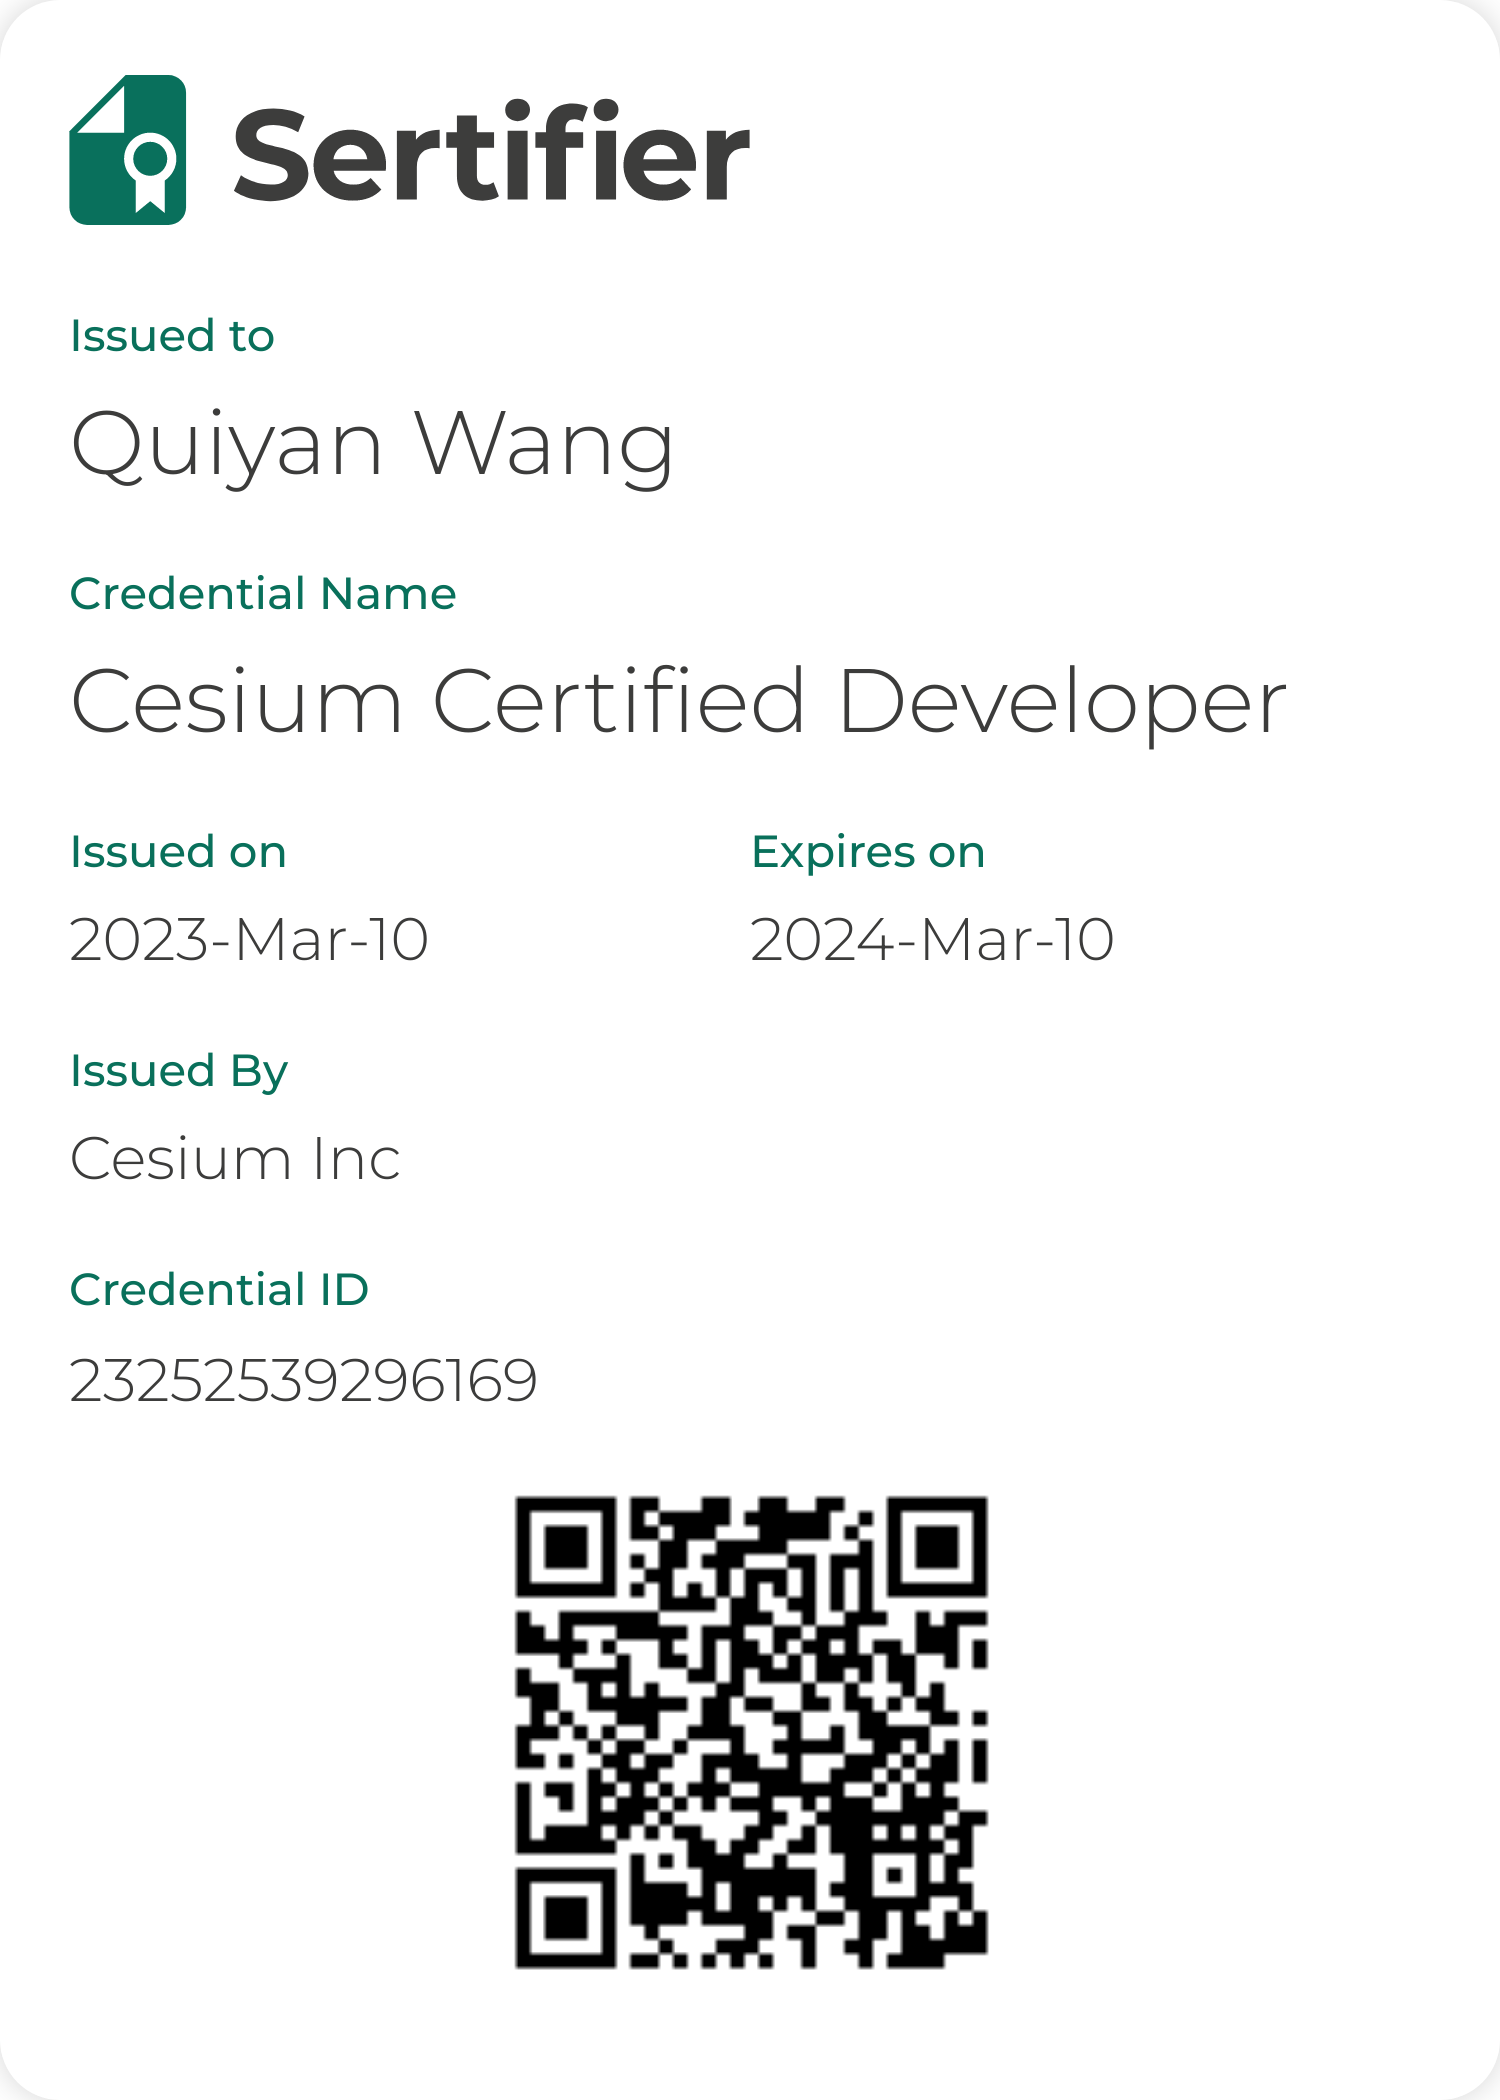 Sertifier
Issued to
Quiyan Wang
Credential Name
Cesium Certified Developer
Issued on
Expires on
2023-Mar-10
2024-Mar-10
Issued By
Cesium Inc
Credential ID
23252539296169